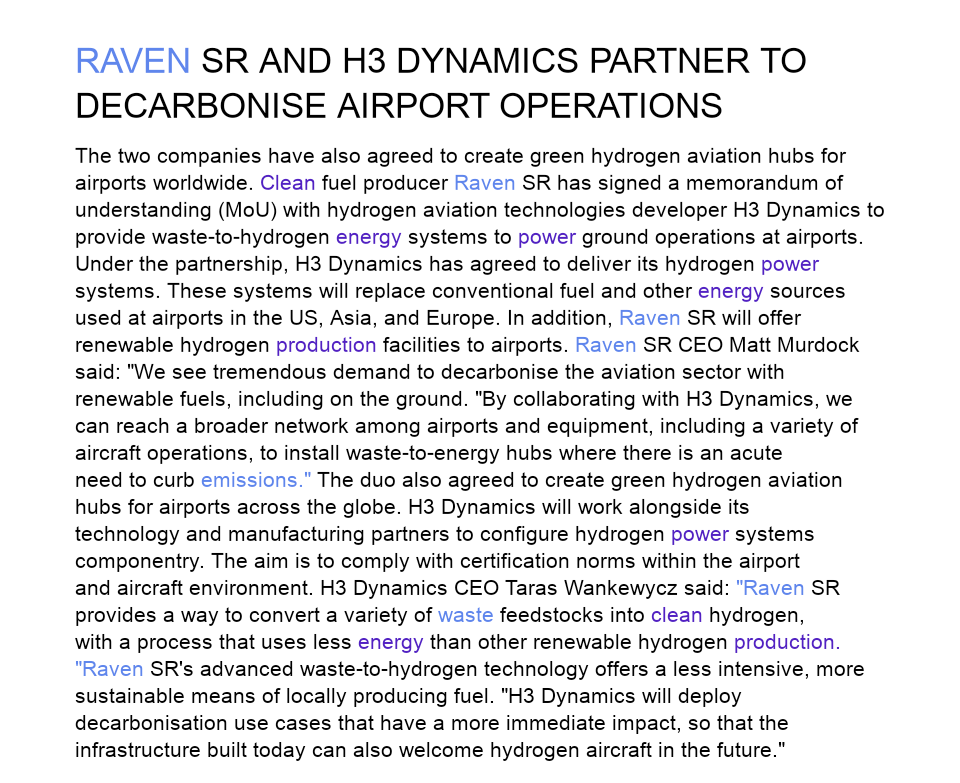 RAVEN SR AND H3 DYNAMICS PARTNER TO
DECARBONISE AIRPORT OPERATIONS
The two companies have also agreed to create green hydrogen aviation hubs for
airports worldwide. Clean fuel producer Raven SR has signed a memorandum of
understanding (MoU) with hydrogen aviation technologies developer H3 Dynamics to
provide waste-to-hydrogen energy systems to power ground operations at airports.
Under the partnership, H3 Dynamics has agreed to deliver its hydrogen power
systems. These systems will replace conventional fuel and other energy sources
used at airports in the US, Asia, and Europe. In addition, Raven SR will offer
renewable hydrogen production facilities to airports. Raven SR CEO Matt Murdock
said: "We see tremendous demand to decarbonise the aviation sector with
renewable fuels, including on the ground. "By collaborating with H3 Dynamics, we
can reach a broader network among airports and equipment, including a variety of
aircraft operations, to install waste-to-energy hubs where there is an acute
need to curb emissions." The duo also agreed to create green hydrogen aviation
hubs for airports across the globe. H3 Dynamics will work alongside its
technology and manufacturing partners to configure hydrogen power systems
componentry. The aim is to comply with certification norms within the airport
and aircraft environment. H3 Dynamics CEO Taras Wankewycz said: "Raven SR
provides a way to convert a variety of waste feedstocks into clean hydrogen,
with a process that uses less energy than other renewable hydrogen production.
"Raven SR's advanced waste-to-hydrogen technology offers a less intensive, more
sustainable means of locally producing fuel. "H3 Dynamics will deploy
decarbonisation use cases that have a more immediate impact, so that the
infrastructure built today can also welcome hydrogen aircraft in the future."